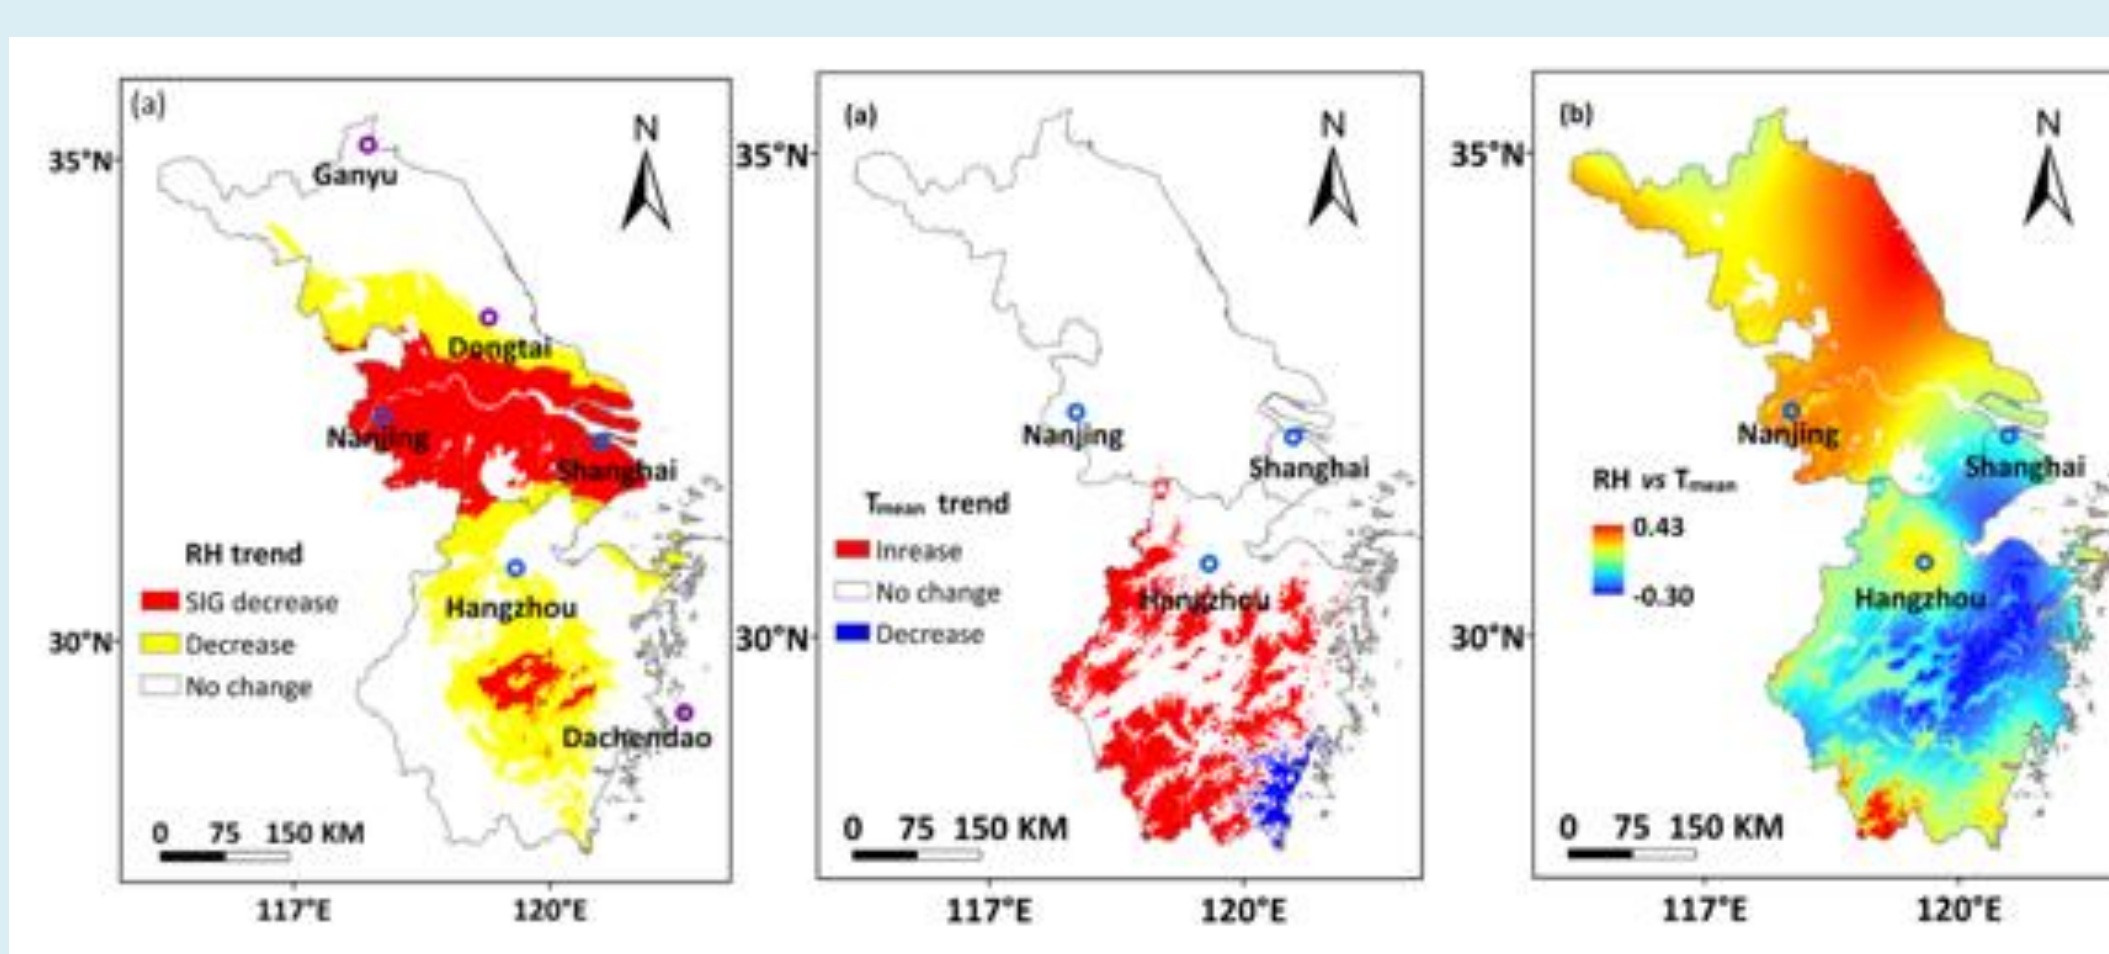 (a)
N
35°N
Ganyu
Dongtai
Nanjing
Shanghai
RH trend
SIG decrease
Decrease
No change
Hangzhou
30°N
Dachendao
0 75 150 KM
117°E 120°E
(a)
N
35°N
Nanjing
Shanghai
Tmean trend
Inrease
No change
Decrease
Hangzhou
30°N
0 75 150 KM
117°E 120°E
(b)
N
35°N
Nanjing
Shanghai
RH vs Tmean
0.43
-0.30
Hangzhou
30°N
0 75 150 KM
117°E 120°E